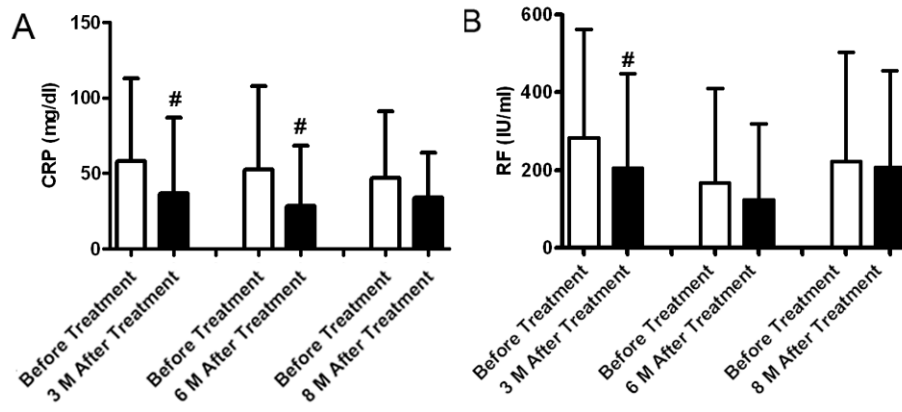 A
CRP (mg/dl)
150
100
50
0
#
#
Before Treatment
3 M After Treatment
Before Treatment
6 M After Treatment
Before Treatment
8 M After Treatment
B
RF (IU/ml)
600
400
200
0
#
Before Treatment
3 M After Treatment
Before Treatment
6 M After Treatment
Before Treatment
8 M After Treatment